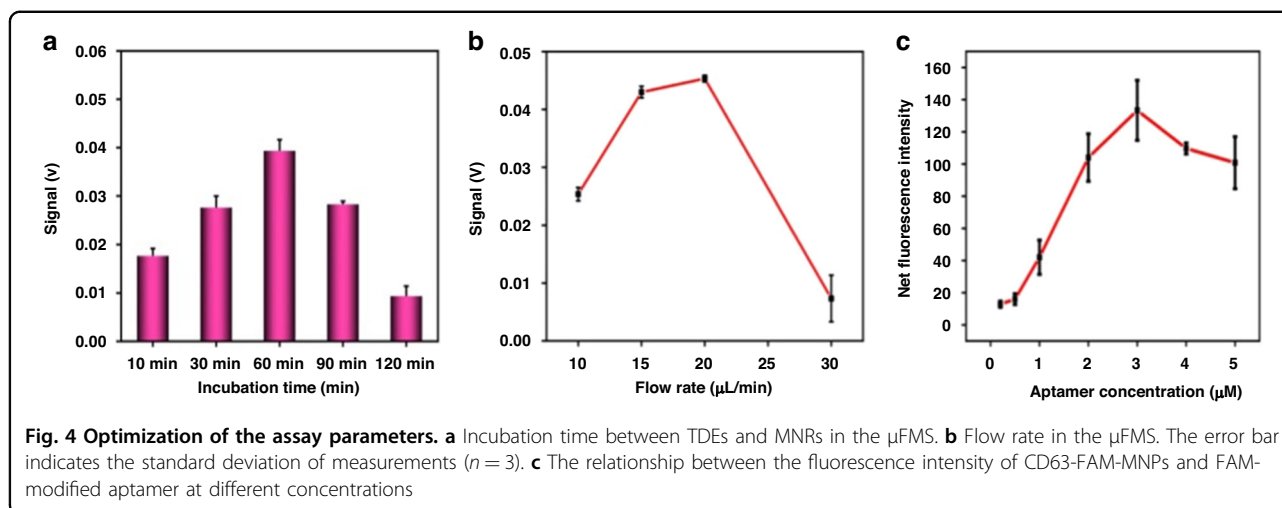 a
0.06
0.05
0.04
0.03
0.02
0.01
0.00
Signal (v)
10 min 30 min 60 min 90 min 120 min
Incubation time (min)
b
0.05
0.04
0.03
0.02
0.01
0.00
Signal (V)
10 15 20 25 30
Flow rate (μL/min)
c
160
140
120
100
80
60
40
20
0
Net fluorescence intensity
0 1 2 3 4 5
Aptamer concentration (μM)
Fig. 4 Optimization of the assay parameters. a Incubation time between TDEs and MNRs in the μFMS. b Flow rate in the μFMS. The error bar
indicates the standard deviation of measurements (n = 3). c The relationship between the fluorescence intensity of CD63-FAM-MNPs and FAM-
modified aptamer at different concentrations